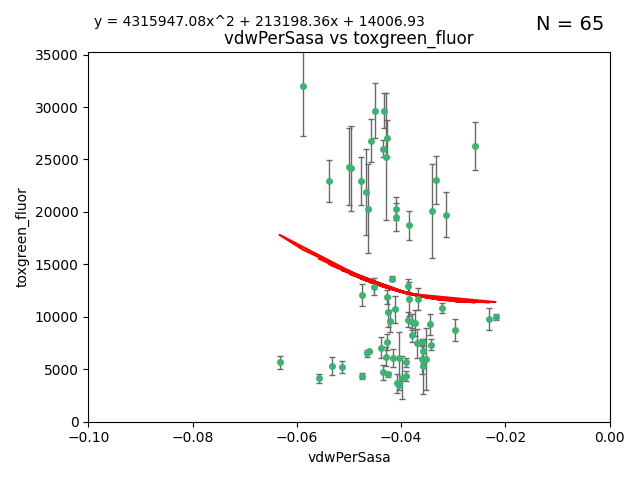 y = 4315947.08x^2 + 213198.36x + 14006.93
N = 65
vdwPerSasa vs toxgreen_fluor
35000
30000
25000
20000
15000
10000
5000
0
toxgreen_fluor
−0.10
−0.08
−0.06
−0.04
−0.02
0.00
vdwPerSasa